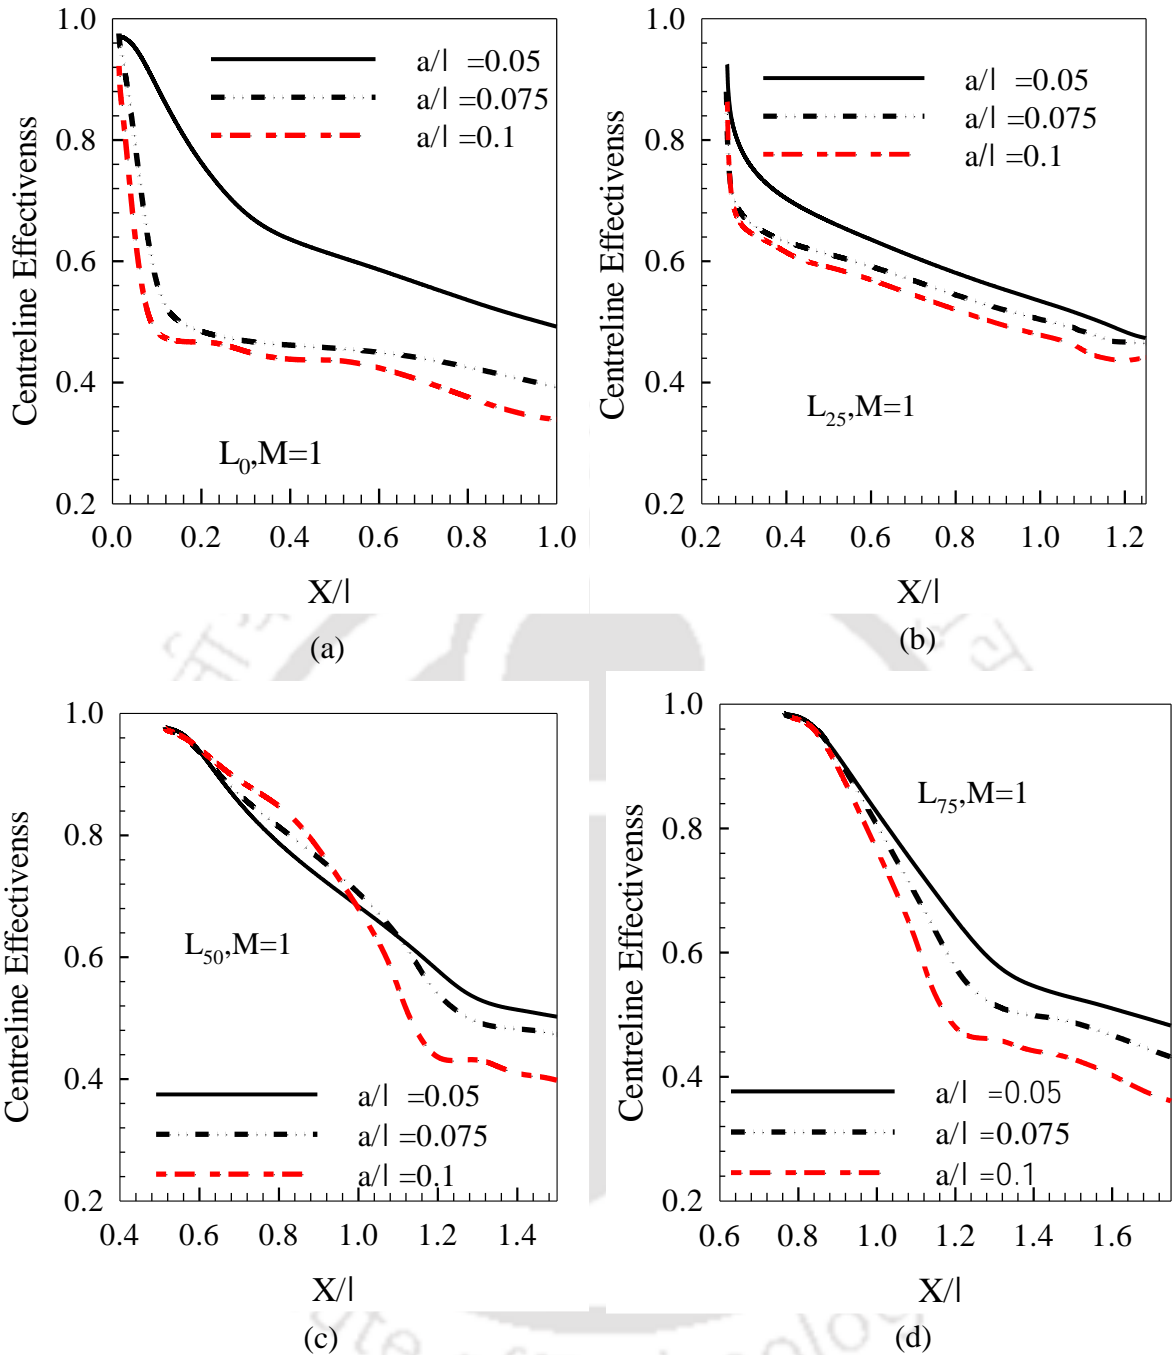 1.0
0.8
0.6
0.4
0.2
Centreline Effectivenss
a/l =0.05
a/l =0.075
a/l =0.1
L0,M=1
0.0 0.2 0.4 0.6 0.8 1.0
X/l
(a)
1.0
0.8
0.6
0.4
0.2
Centreline Effectivenss
a/l =0.05
a/l =0.075
a/l =0.1
L25,M=1
0.2 0.4 0.6 0.8 1.0 1.2
X/l
(b)
1.0
0.8
0.6
0.4
0.2
Centreline Effectivenss
L50,M=1
a/l =0.05
a/l =0.075
a/l =0.1
0.4 0.6 0.8 1.0 1.2 1.4
X/l
(c)
1.0
0.8
0.6
0.4
0.2
Centreline Effectivenss
L75,M=1
a/l =0.05
a/l =0.075
a/l =0.1
0.6 0.8 1.0 1.2 1.4 1.6
X/l
(d)